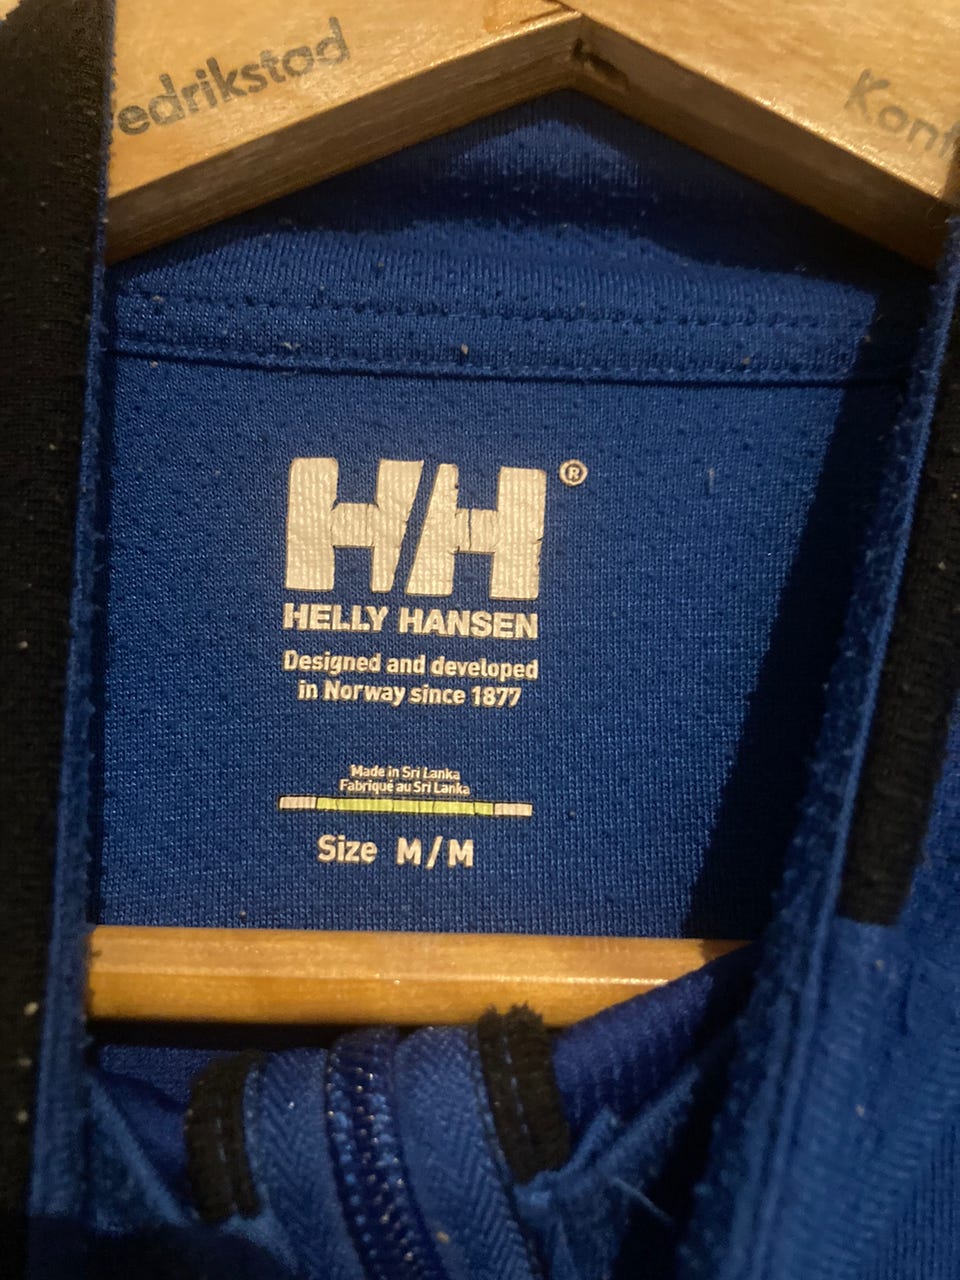 edrikstad
Kon
HH®
HELLY HANSEN
Designed and developed
in Norway since 1877
Made in Sri Lanka
Fabriqué au Sri Lanka
Size M/M